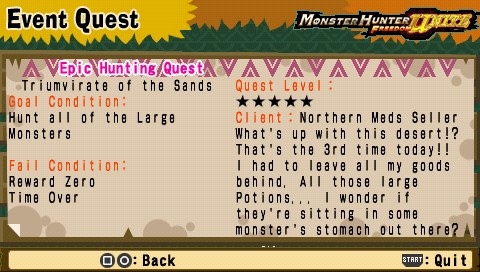 Event Quest
MONSTER HUNTER
FREEDOM UNITE
Epic Hunting Quest
Triumvirate of the Sands
Goal Condition:
Hunt all of the Large
Monsters
Fail Condition:
Reward Zero
Time Over
Quest Level:
★★★★★
Client: Northern Meds Seller
What's up with this desert!?
That's the 3rd time today!!
I had to leave all my goods
behind, All those large
Potions,,, I wonder if
they're sitting in some
monster's stomach out there?
: Back
START: Quit